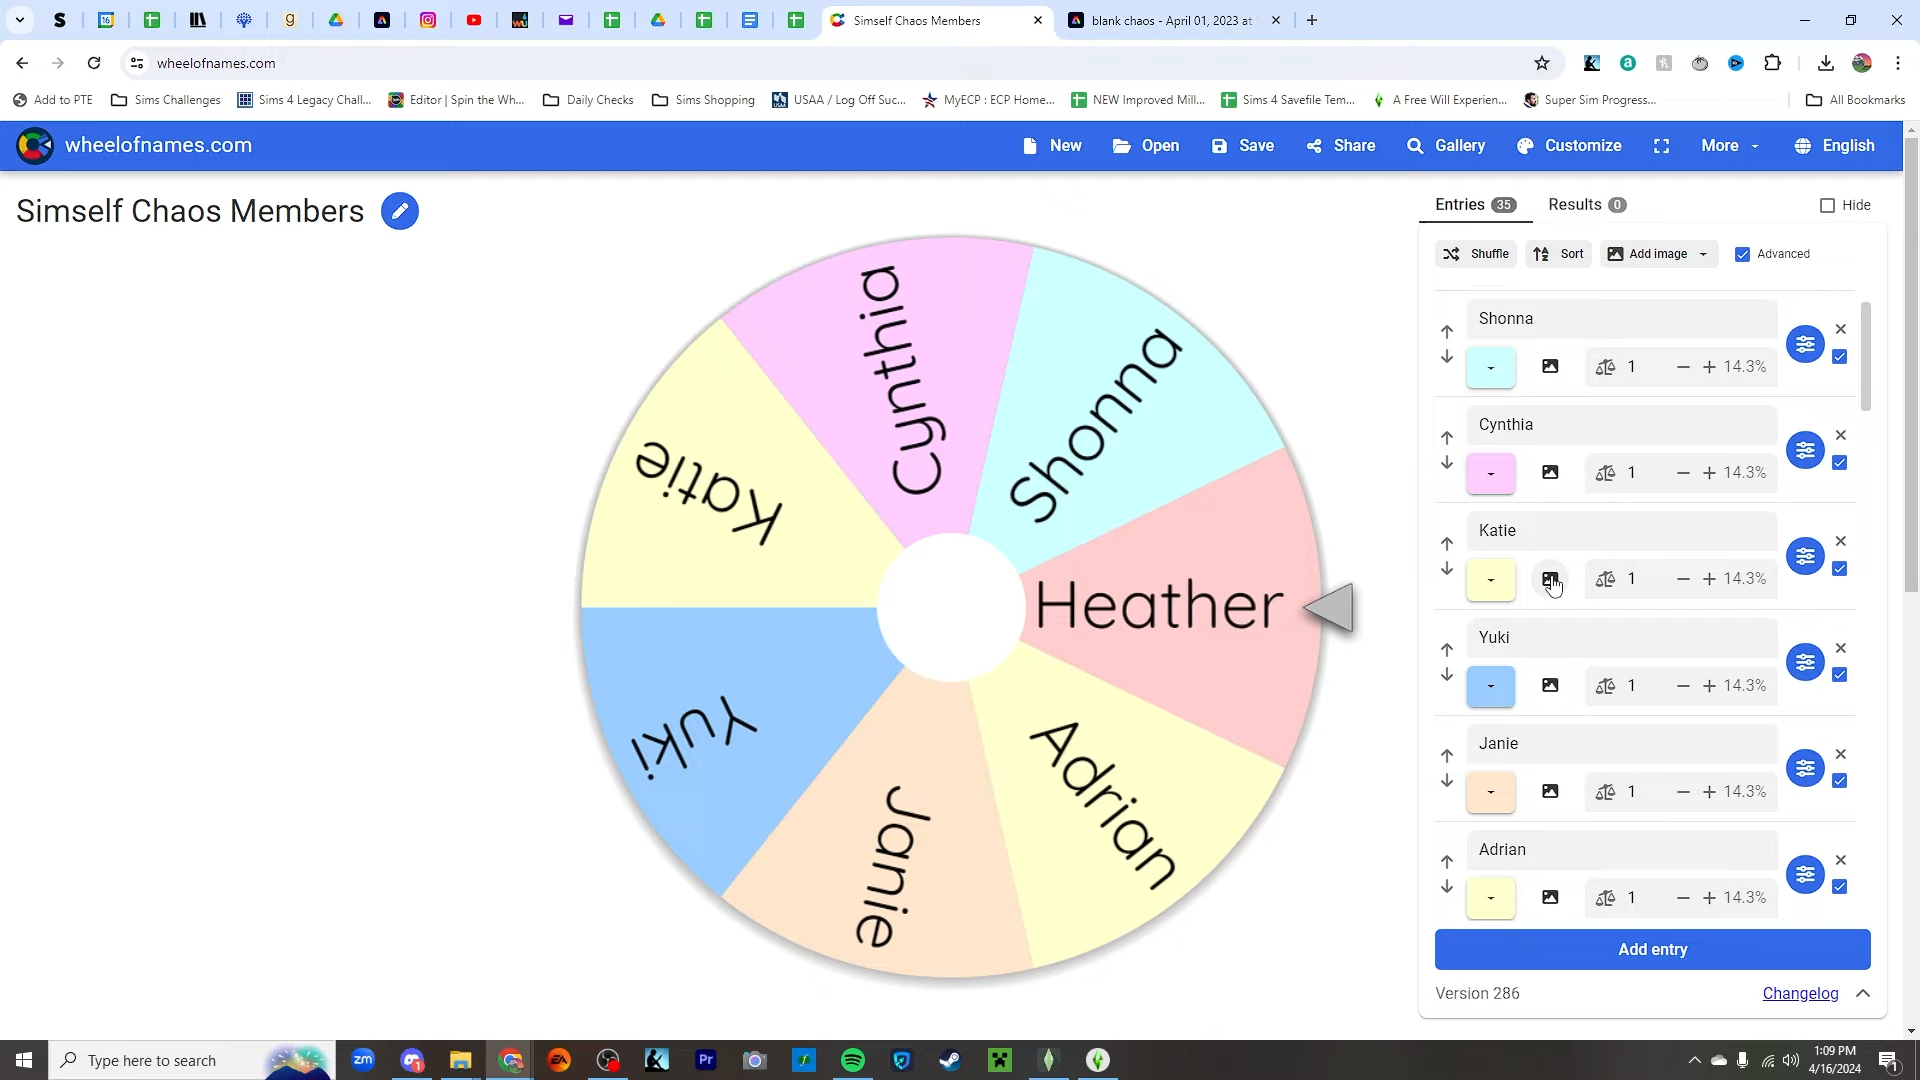 Simself Chaos Members
blank chaos - April 01, 2023 at
wheelofnames.com
Add to PTE
Sims Challenges
Sims 4 Legacy Chall...
Editor | Spin the Wh...
Daily Checks
Sims Shopping
USAA / Log Off Suc...
MyECP : ECP Home...
NEW Improved Mill...
Sims 4 Savefile Tem...
A Free Will Experien...
Super Sim Progress...
All Bookmarks
wheelofnames.com
New
Open
Save
Share
Gallery
Customize
More
English
Simself Chaos Members
Entries 35
Results 0
Hide
Shuffle
Sort
Add image
Advanced
Cynthia
Shonna
Katie
Heather
Yuki
Adrian
Janie
Shonna
1 14.3%
Cynthia
1 14.3%
Katie
1 14.3%
Yuki
1 14.3%
Janie
1 14.3%
Adrian
1 14.3%
Add entry
Version 286
Changelog
Type here to search
zm
Pr
1:09 PM
4/16/2024